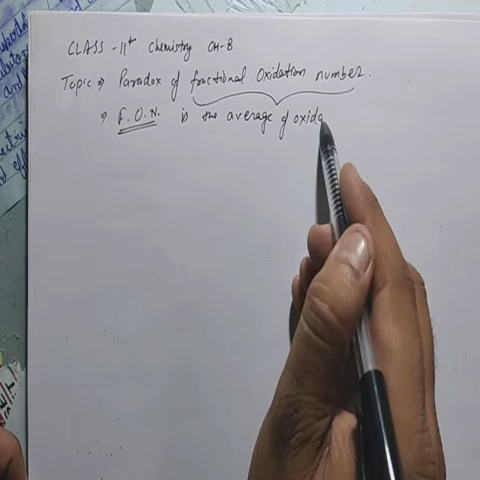 CLASS - 11th Chemistry CH-8
Topic ⇒ Paradox of fractional Oxidation number.
⇒ F.O.N. is the average of oxida